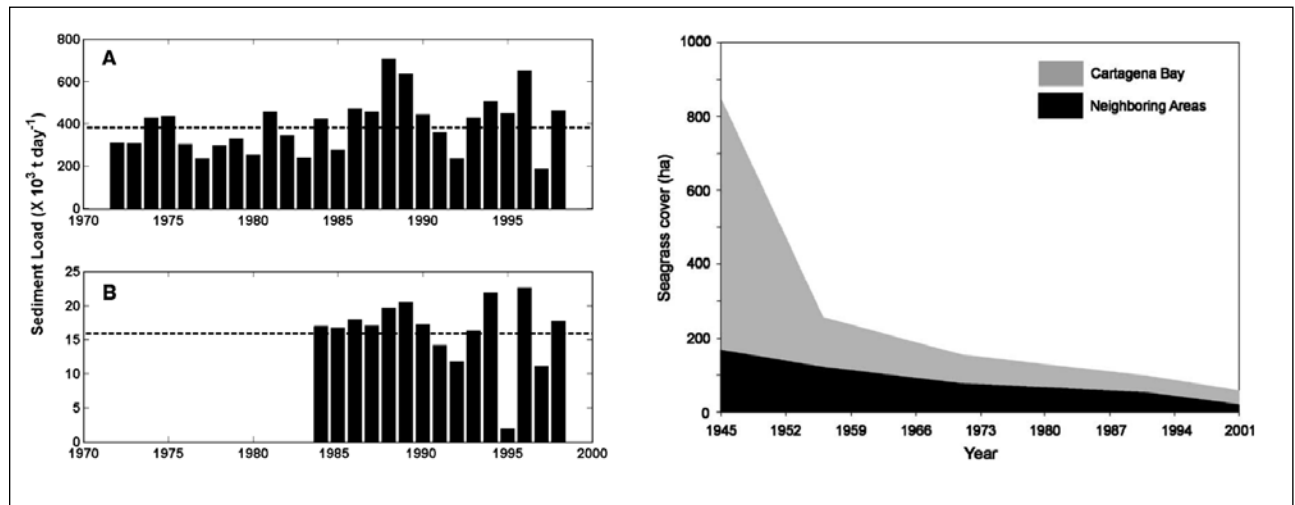 Sediment Load (X 10³ t day⁻¹)
A
800
600
400
200
0
1970 1975 1980 1985 1990 1995 2000
B
25
20
15
10
5
0
1970 1975 1980 1985 1990 1995 2000
Seagrass cover (ha)
1000
800
600
400
200
0
Cartagena Bay
Neighboring Areas
1945 1952 1959 1966 1973 1980 1987 1994 2001
Year